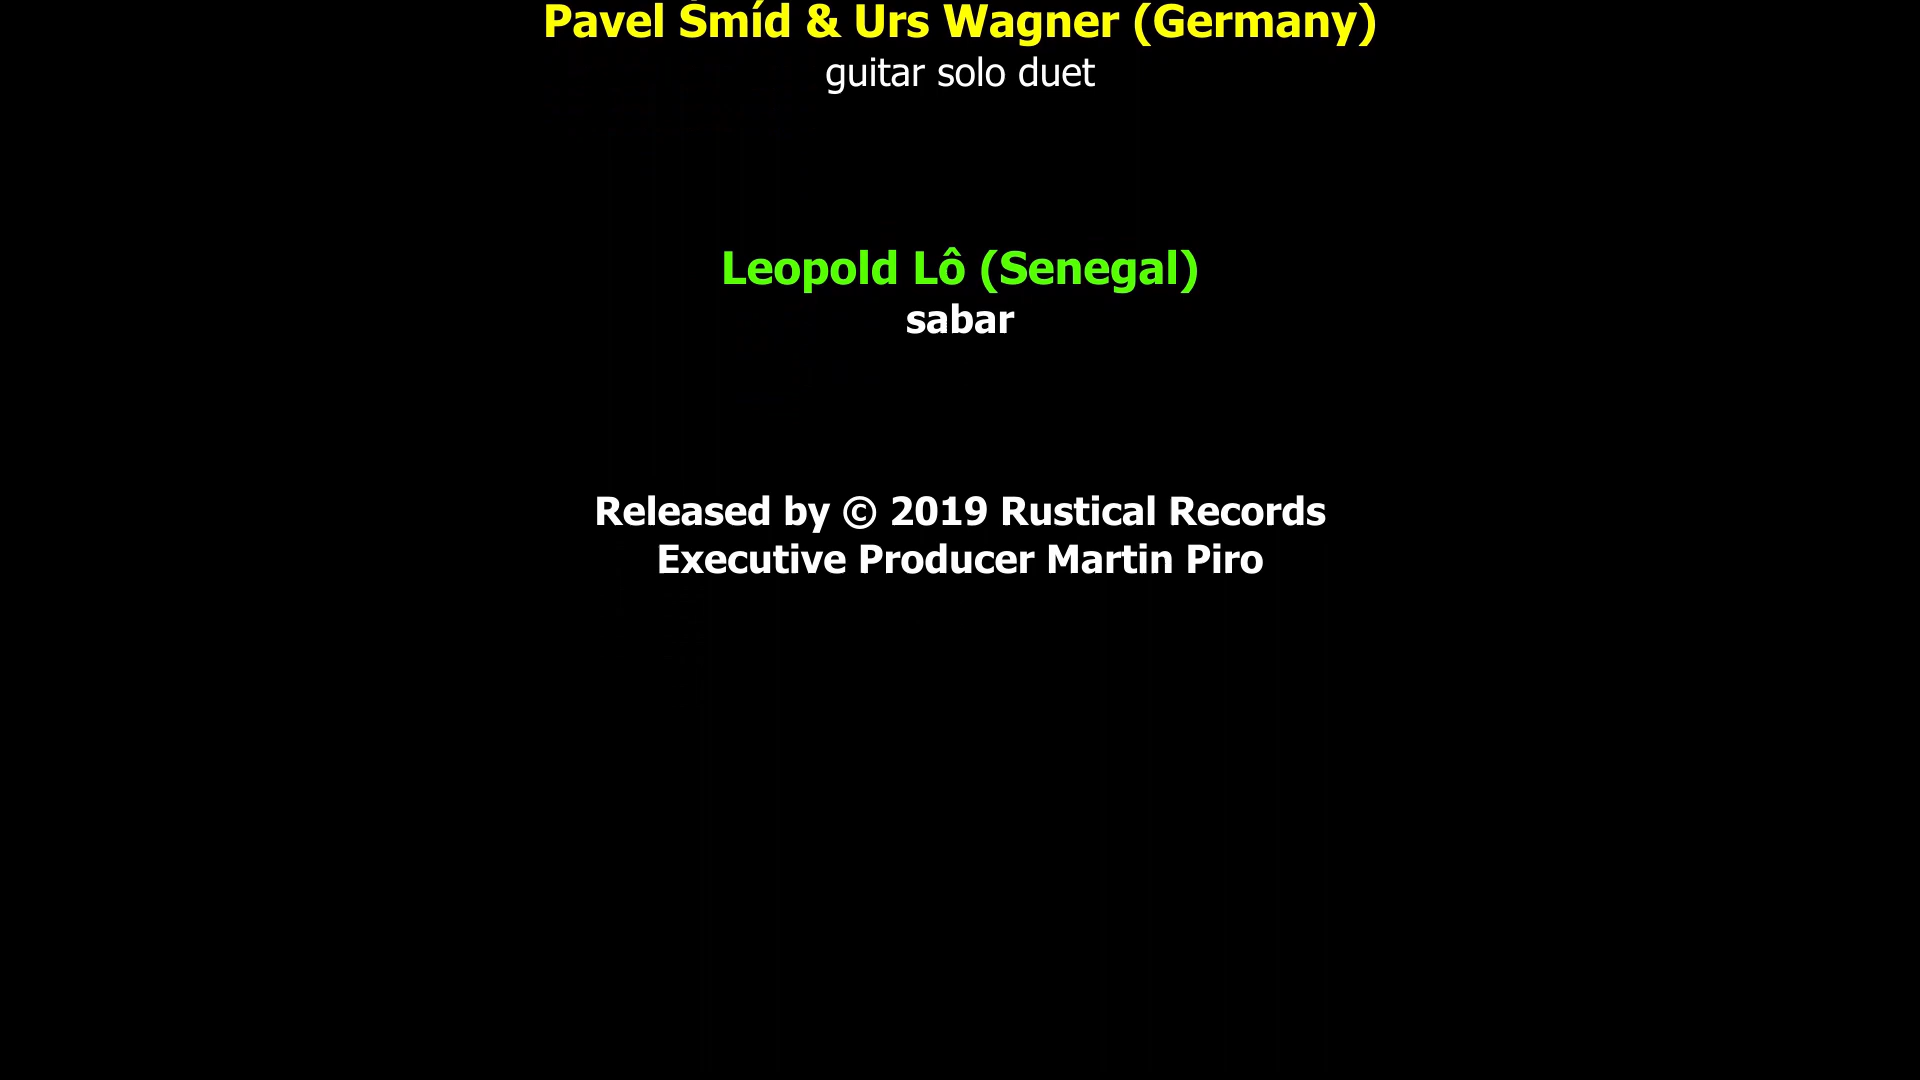 Pavel Šmíd & Urs Wagner (Germany)
guitar solo duet
Leopold Lô (Senegal)
sabar
Released by © 2019 Rustical Records
Executive Producer Martin Piro